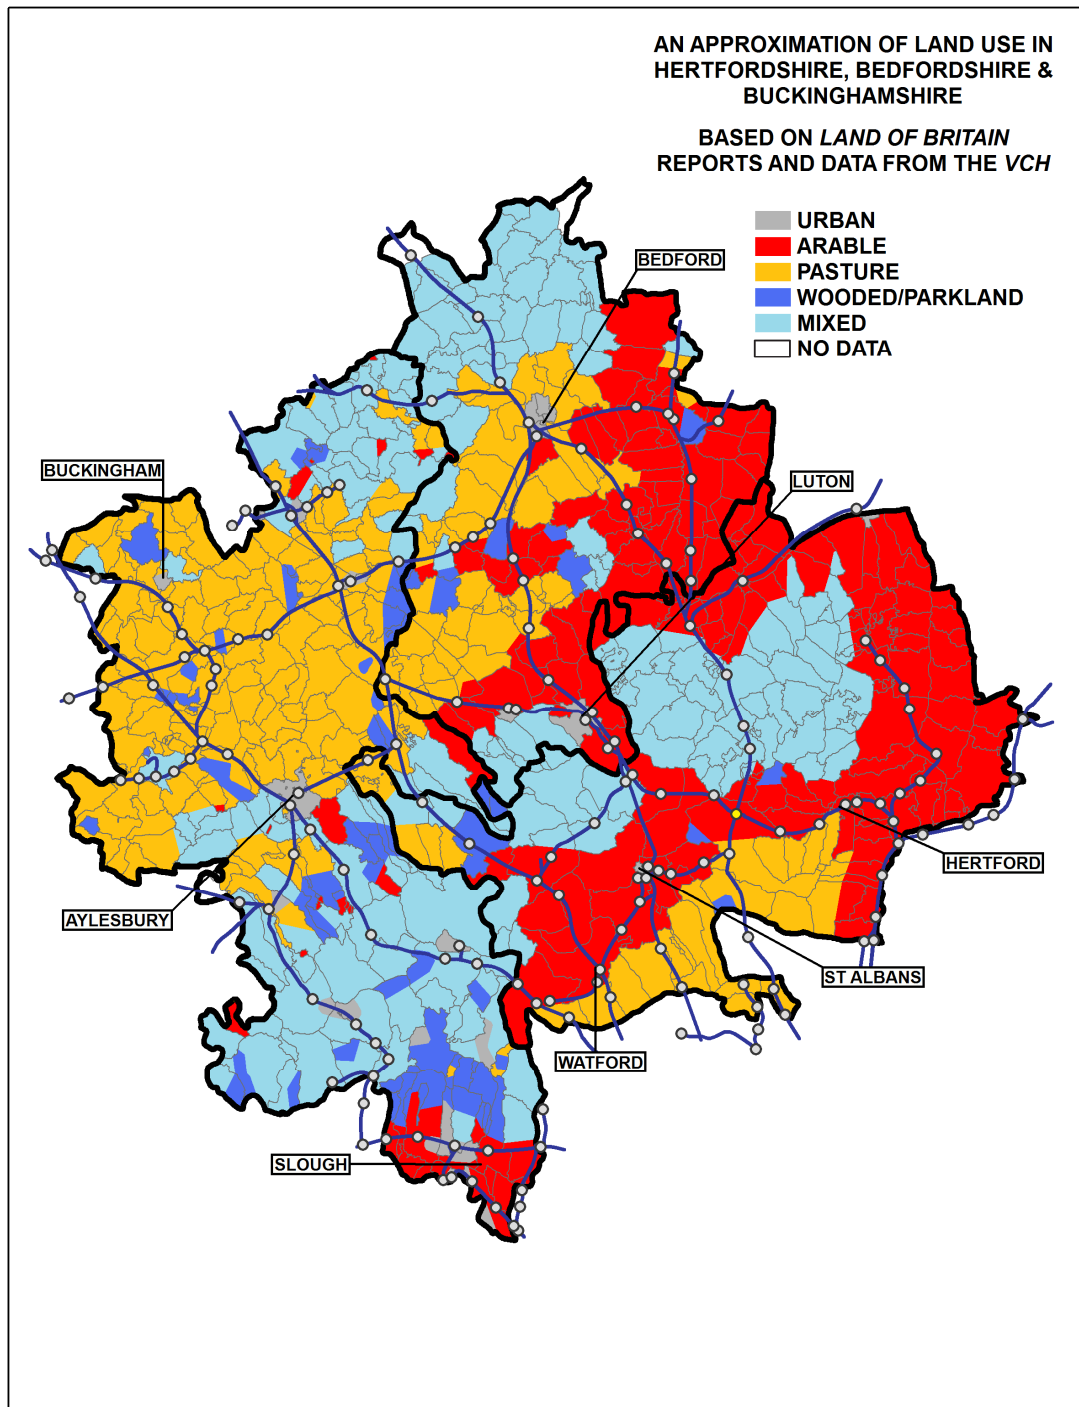 AN APPROXIMATION OF LAND USE IN
HERTFORDSHIRE, BEDFORDSHIRE &
BUCKINGHAMSHIRE
BASED ON LAND OF BRITAIN
REPORTS AND DATA FROM THE VCH
URBAN
ARABLE
PASTURE
WOODED/PARKLAND
MIXED
NO DATA
BEDFORD
BUCKINGHAM
LUTON
HERTFORD
AYLESBURY
ST ALBANS
WATFORD
SLOUGH